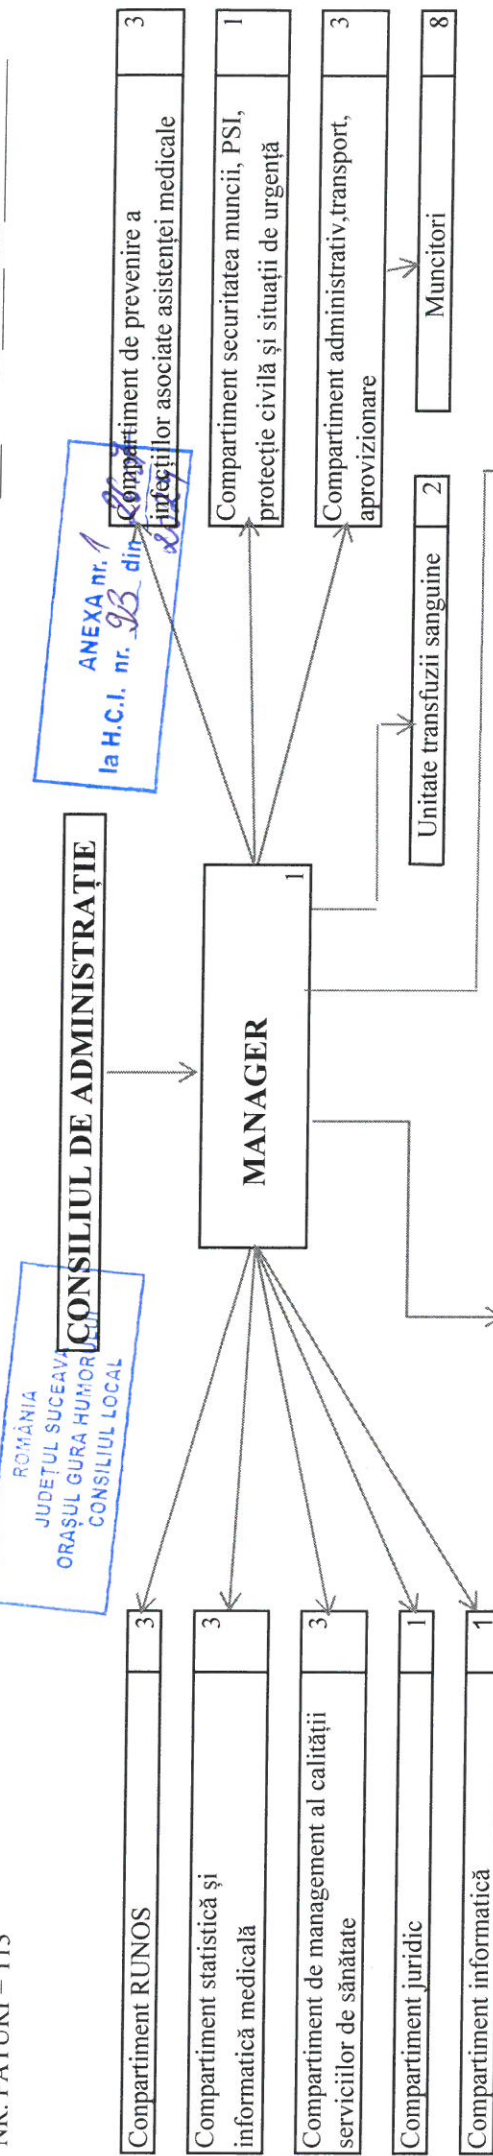 NR. PATURI – 115
ROMÂNIA
JUDEȚUL SUCEAVA
ORAȘUL GURA HUMORULUI
CONSILIUL LOCAL
CONSILIUL DE ADMINISTRAȚIE
ANEXA nr. 1
la H.C.l. nr. 93 din
2024
MANAGER
1
Conpartiment RUNOS
3
Compartiment statistică și
informatică medicală
3
Compartiment de management al calității
serviciilor de sănătate
3
Compartiment juridic
1
Compartiment informatică
1
Compartiment de prevenire a
infecțiilor asociate asistenței medicale
3
Compartiment securitatea muncii, PSI,
protecție civilă și situații de urgență
1
Compartiment administrativ,transport,
aprovizionare
3
Muncitori
8
Unitate transfuzii sanguine
2